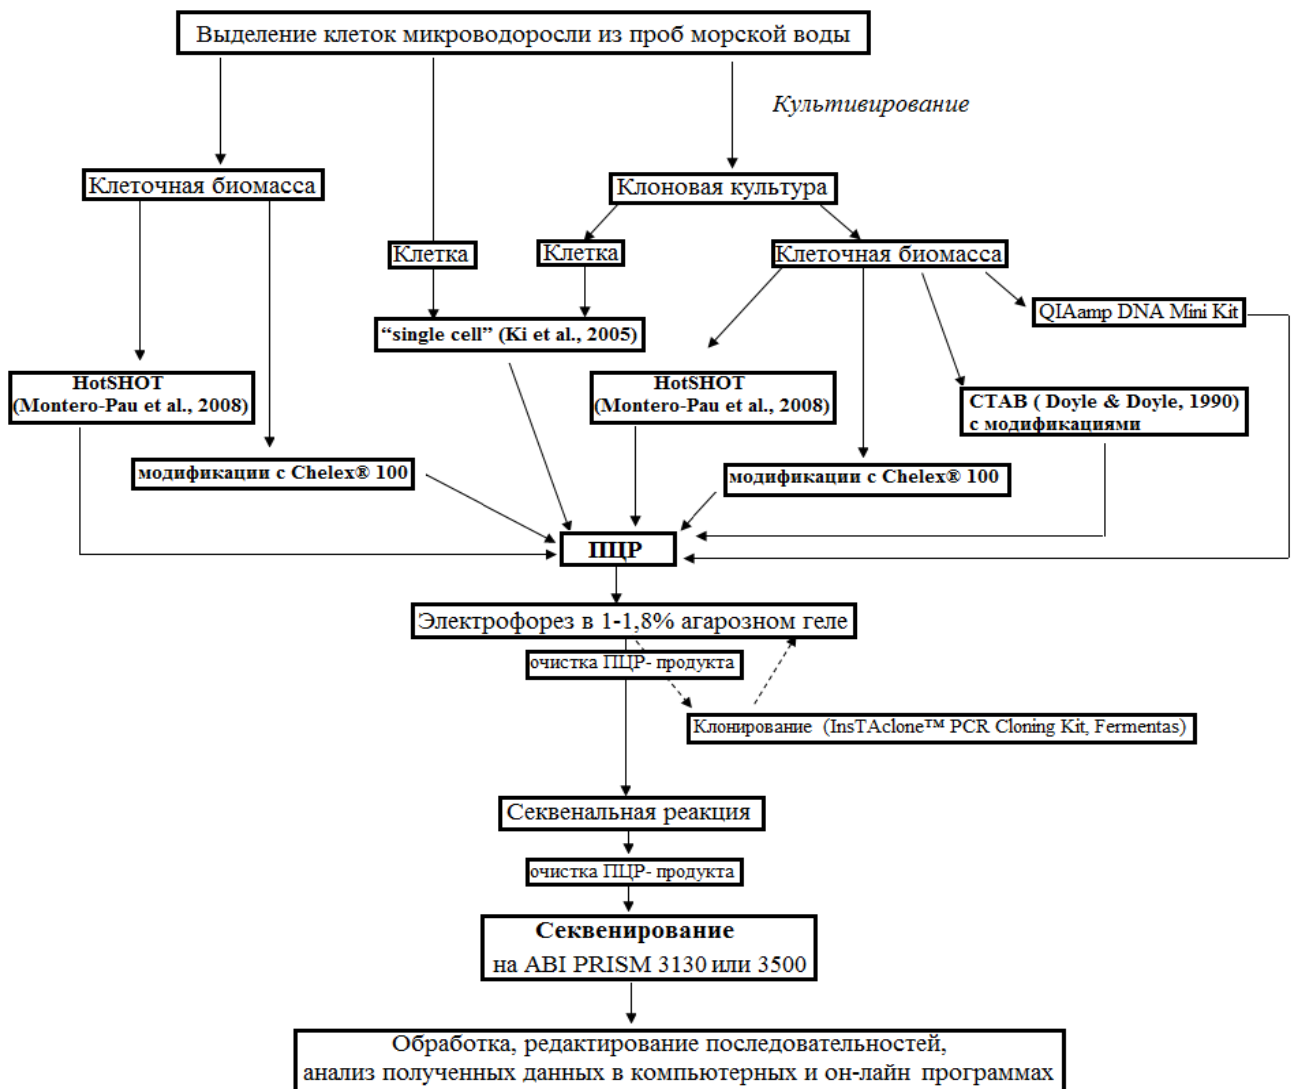 Выделение клеток микроводоросли из проб морской воды
Культивирование
Клеточная биомасса
Клоновая культура
Клетка
Клетка
Клеточная биомасса
QIAamp DNA Mini Kit
“single cell” (Ki et al., 2005)
HotSHOT
(Montero-Pau et al., 2008)
HotSHOT
(Montero-Pau et al., 2008)
CTAB ( Doyle & Doyle, 1990)
с модификациями
модификации с Chelex® 100
модификации с Chelex® 100
ПЦР
Электрофорез в 1-1,8% агарозном геле
очистка ПЦР- продукта
Клонирование (InsTAclone™ PCR Cloning Kit, Fermentas)
Секвенальная реакция
очистка ПЦР- продукта
Секвенирование
на ABI PRISM 3130 или 3500
Обработка, редактирование последовательностей,
анализ полученных данных в компьютерных и он-лайн программах